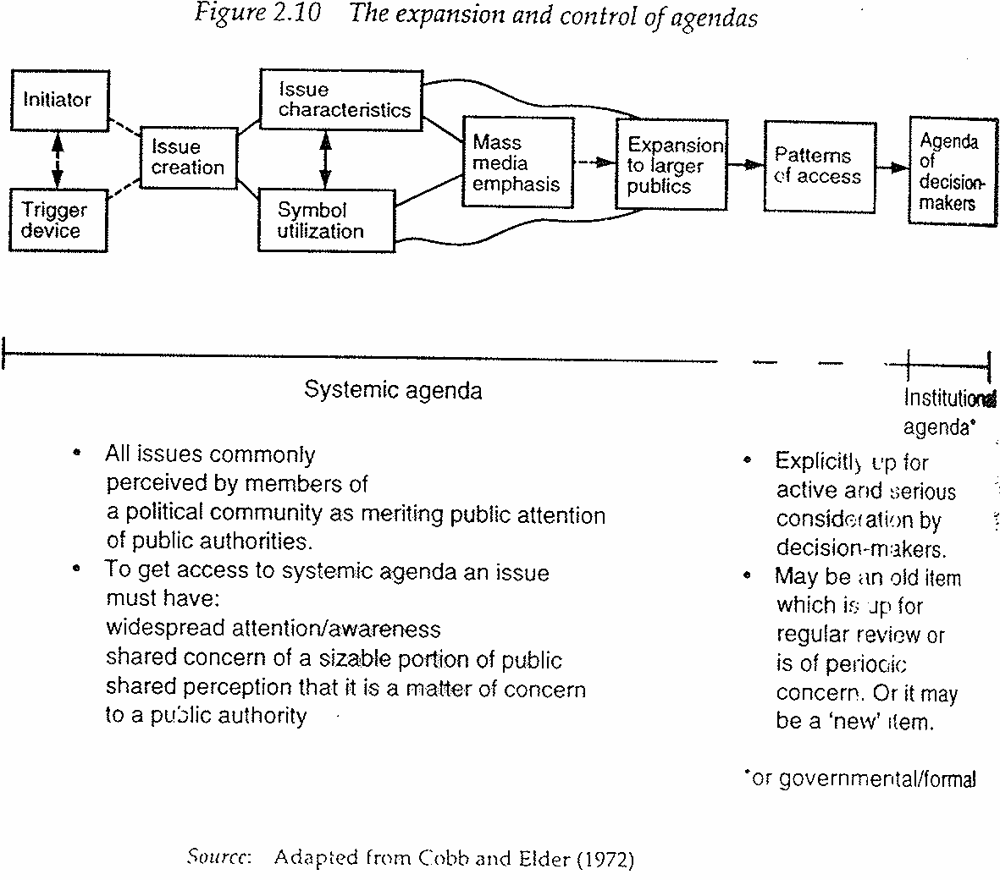 Figure 2.10 The expansion and control of agendas
Initiator
Trigger
device
Issue
creation
Issue
characteristics
Symbol
utilization
Mass
media
emphasis
Expansion
to larger
publics
Patterns
of access
Agenda
of
decision-
makers
Systemic agenda
• All issues commonly
perceived by members of
a political community as meriting public attention
of public authorities.
• To get access to systemic agenda an issue
must have:
widespread attention/awareness
shared concern of a sizable portion of public
shared perception that it is a matter of concern
to a public authority
Institutional
agenda*
• Explicitly up for
active and serious
consideration by
decision-makers.
• May be an old item
which is up for
regular review or
is of periodic
concern. Or it may
be a ‘new’ item.
*or governmental/formal
Source: Adapted from Cobb and Elder (1972)